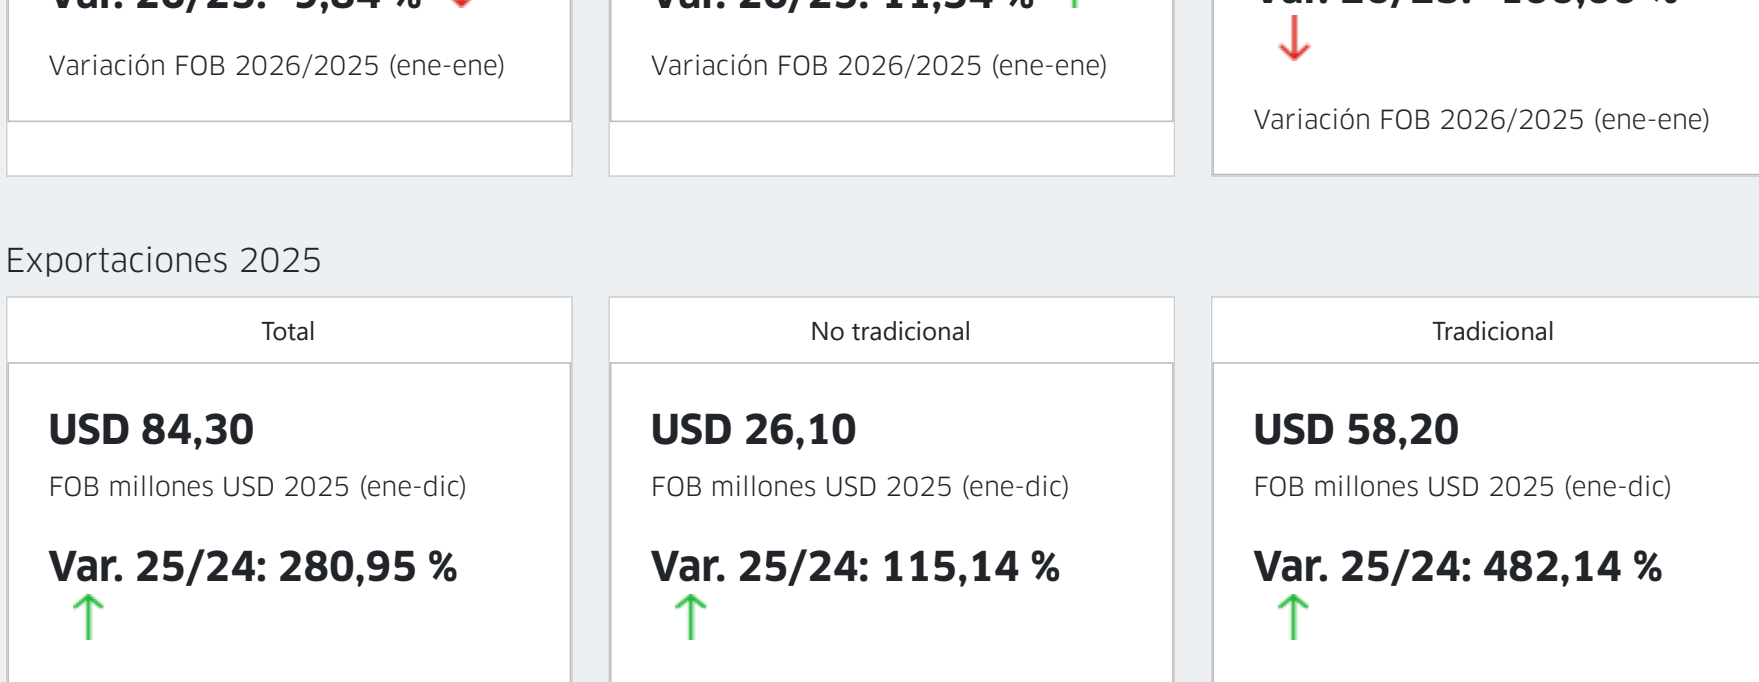 Variación FOB 2026/2025 (ene-ene)
Variación FOB 2026/2025 (ene-ene)
Variación FOB 2026/2025 (ene-ene)
Exportaciones 2025
Total
No tradicional
Tradicional
USD 84,30
FOB millones USD 2025 (ene-dic)
Var. 25/24: 280,95 %
USD 26,10
FOB millones USD 2025 (ene-dic)
Var. 25/24: 115,14 %
USD 58,20
FOB millones USD 2025 (ene-dic)
Var. 25/24: 482,14 %